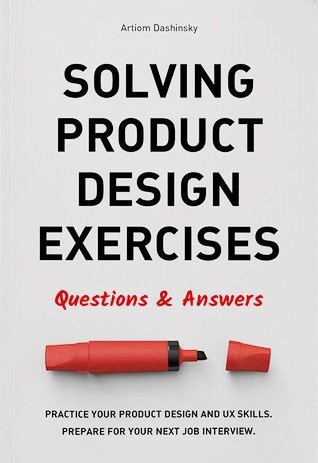 Artiom Dashinsky
SOLVING
PRODUCT
DESIGN
EXERCISES
Questions & Answers
PRACTICE YOUR PRODUCT DESIGN AND UX SKILLS.
PREPARE FOR YOUR NEXT JOB INTERVIEW.